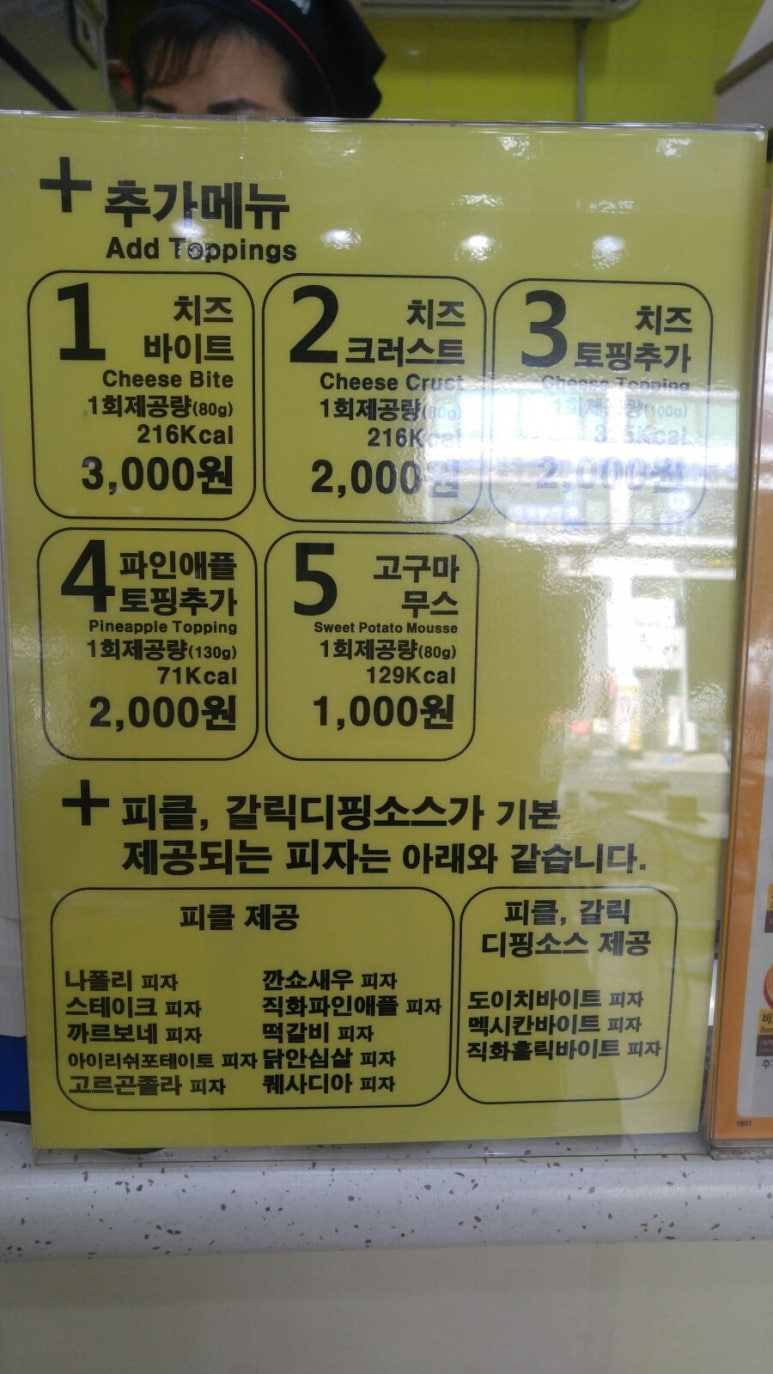 + 추가메뉴
Add Toppings
1 치즈
바이트
Cheese Bite
1회제공량(80g)
216Kcal
3,000원
2 치즈
크러스트
Cheese Crust
1회제공량(80g)
216Kcal
2,000원
3 치즈
토핑추가
Cheese Topping
1회제공량(100g)
2,000원
4 파인애플
토핑추가
Pineapple Topping
1회제공량(130g)
71Kcal
2,000원
5 고구마
무스
Sweet Potato Mousse
1회제공량(80g)
129Kcal
1,000원
+ 피클, 갈릭디핑소스가 기본
제공되는 피자는 아래와 같습니다.
피클 제공
나폴리 피자
스테이크 피자
까르보네 피자
아이리쉬포테이토 피자
고르곤졸라 피자
깐쇼새우 피자
직화파인애플 피자
떡갈비 피자
닭안심살 피자
퀘사디아 피자
피클, 갈릭
디핑소스 제공
도이치바이트 피자
멕시칸바이트 피자
직화홀릭바이트 피자